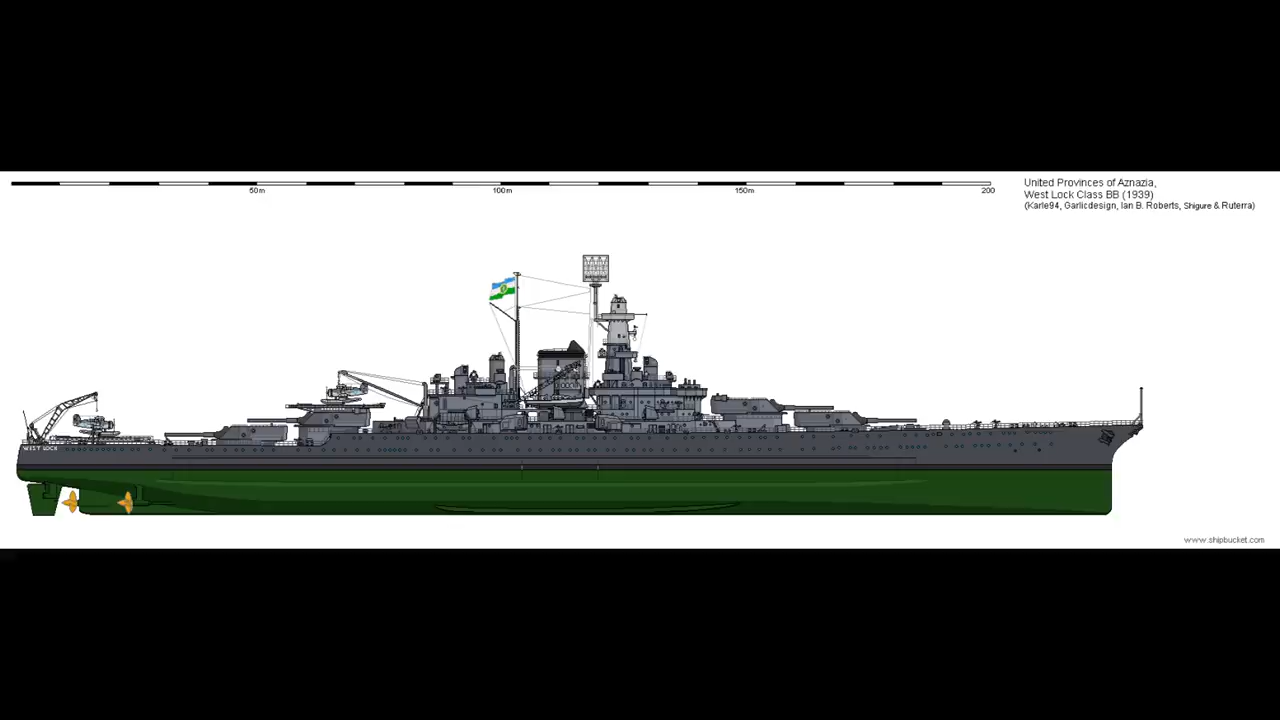 50m 100m 150m 200
United Provinces of Aznazia,
West Lock Class BB (1939)
(Karle94, Garlicdesign, Ian B. Roberts, Shigure & Ruterra)
WEST LOCK
www.shipbucket.com